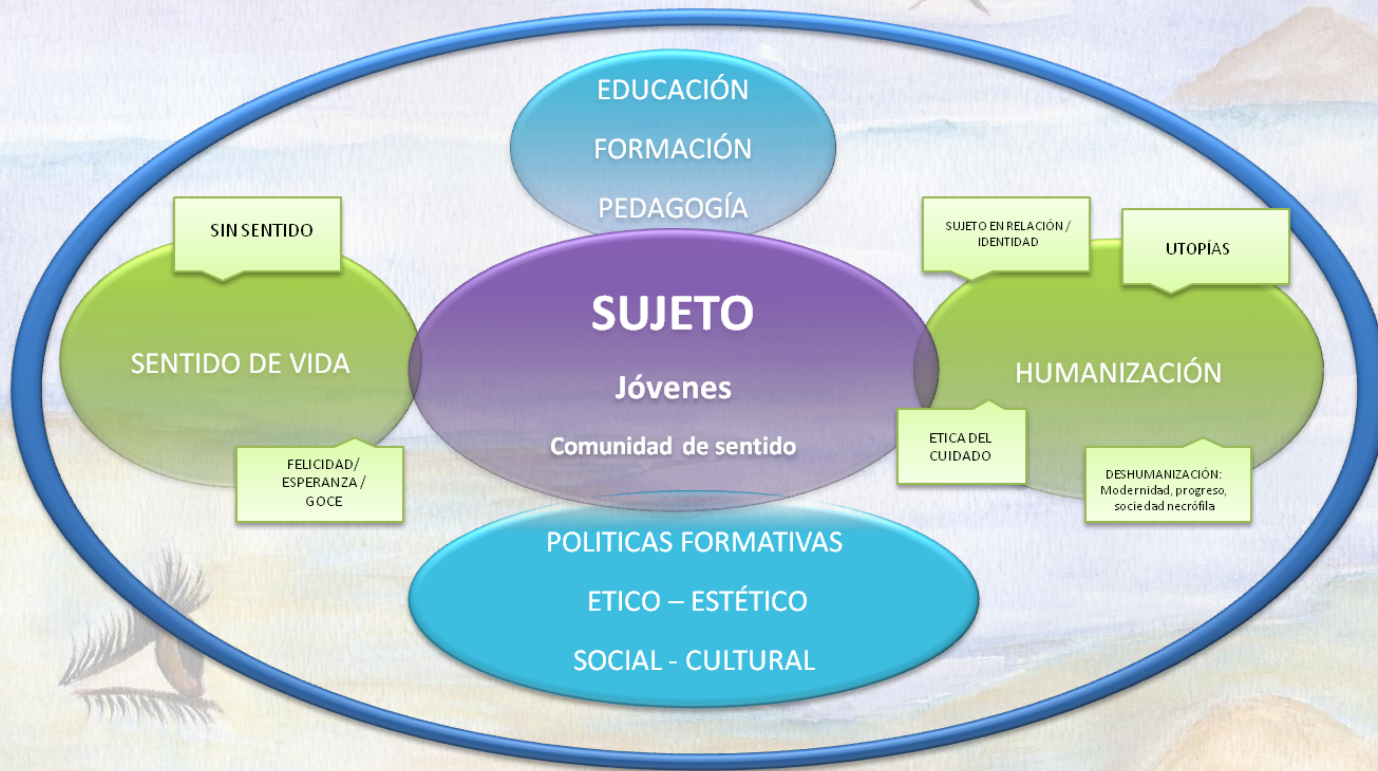 EDUCACIÓN
FORMACIÓN
PEDAGOGÍA
SIN SENTIDO
SENTIDO DE VIDA
FELICIDAD/
ESPERANZA /
GOCE
SUJETO
Jóvenes
Comunidad de sentido
SUJETO EN RELACIÓN /
IDENTIDAD
UTOPÍAS
HUMANIZACIÓN
ETICA DEL
CUIDADO
DESHUMANIZACIÓN:
Modernidad, progreso,
sociedad necrófila
POLITICAS FORMATIVAS
ETICO – ESTÉTICO
SOCIAL - CULTURAL